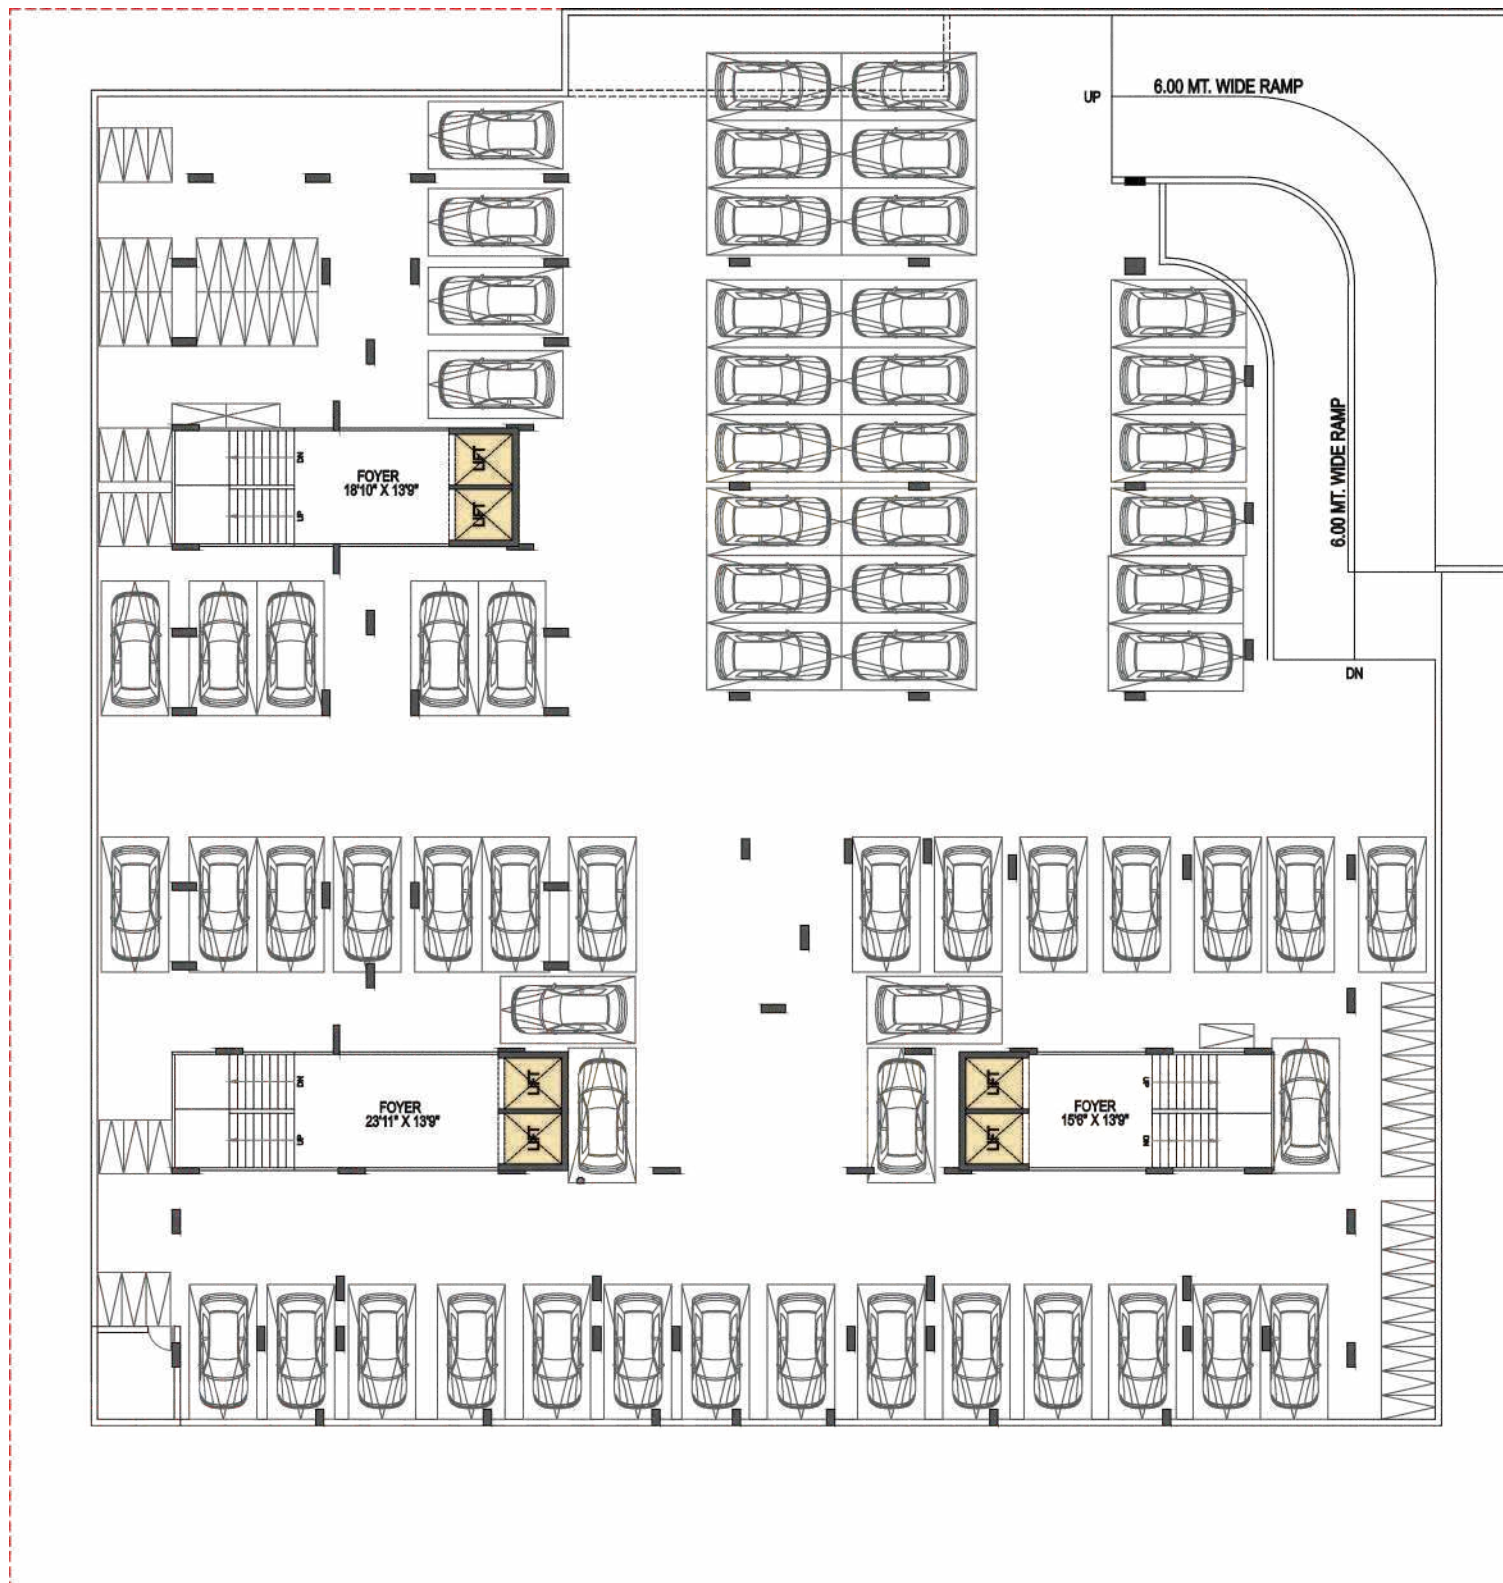 6.00 MT. WIDE RAMP
UP
6.00 MT. WIDE RAMP
DN
FOYER
18'10" X 13'9"
LIFT
LIFT
UP
DN
DN
FOYER
23'11" X 13'9"
LIFT
LIFT
UP
LIFT
LIFT
FOYER
15'6" X 13'9"
UP
DN